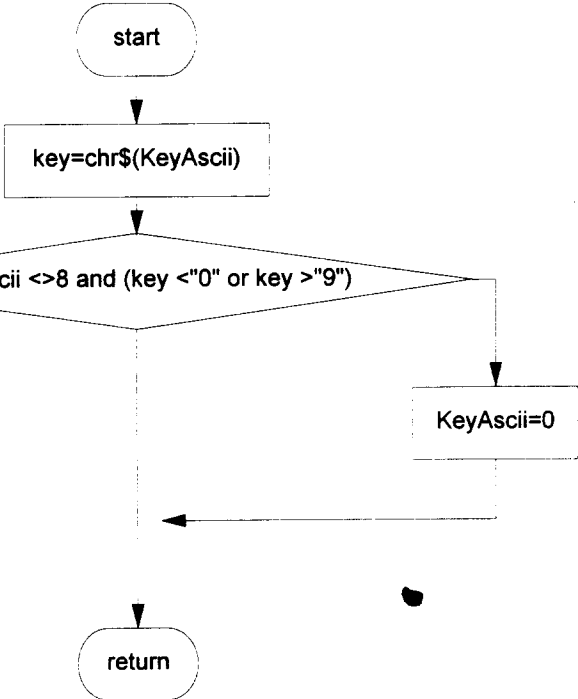 start
key=chr$(KeyAscii)
cii <>8 and (key <"0" or key >"9")
KeyAscii=0
return